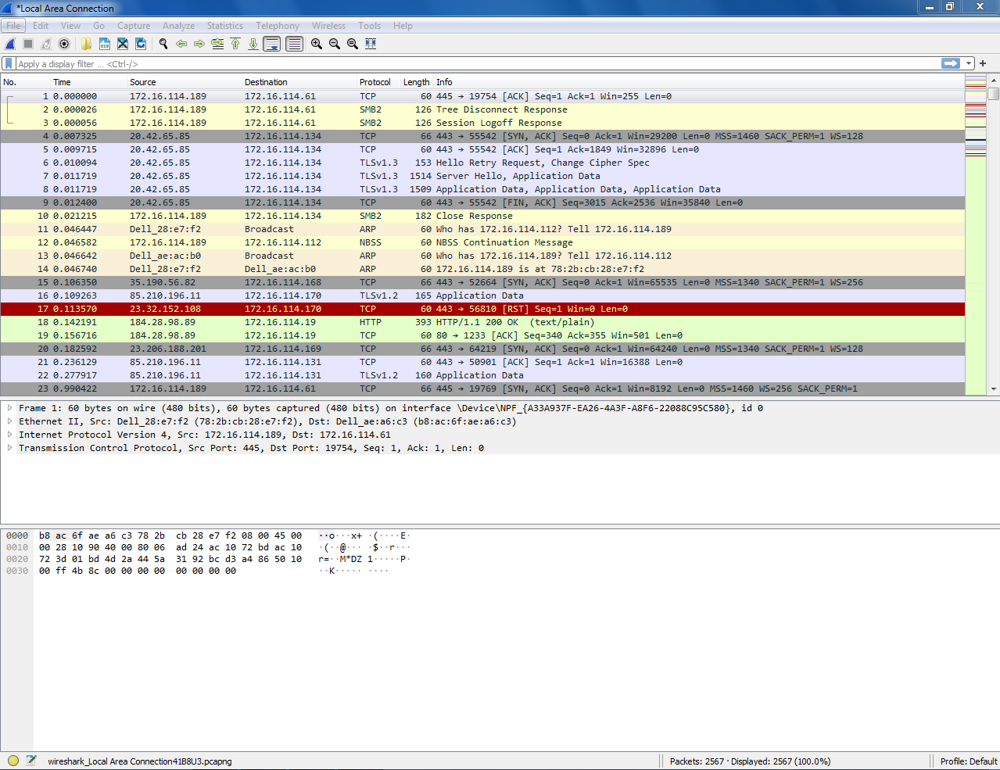 *Local Area Connection
File Edit View Go Capture Analyze Statistics Telephony Wireless Tools Help
Apply a display filter ... <Ctrl-/>
No. Time Source Destination Protocol Length Info
1 0.000000 172.16.114.189 172.16.114.61 TCP 60 445 → 19754 [ACK] Seq=1 Ack=1 Win=255 Len=0
2 0.000026 172.16.114.189 172.16.114.61 SMB2 126 Tree Disconnect Response
3 0.000056 172.16.114.189 172.16.114.61 SMB2 126 Session Logoff Response
4 0.007325 20.42.65.85 172.16.114.134 TCP 66 443 → 55542 [SYN, ACK] Seq=0 Ack=1 Win=29200 Len=0 MSS=1460 SACK_PERM=1 WS=128
5 0.009715 20.42.65.85 172.16.114.134 TCP 60 443 → 55542 [ACK] Seq=1 Ack=1849 Win=32896 Len=0
6 0.010094 20.42.65.85 172.16.114.134 TLSv1.3 153 Hello Retry Request, Change Cipher Spec
7 0.011719 20.42.65.85 172.16.114.134 TLSv1.3 1514 Server Hello, Application Data
8 0.011719 20.42.65.85 172.16.114.134 TLSv1.3 1509 Application Data, Application Data, Application Data
9 0.012400 20.42.65.85 172.16.114.134 TCP 60 443 → 55542 [FIN, ACK] Seq=3015 Ack=2536 Win=35840 Len=0
10 0.021215 172.16.114.189 172.16.114.134 SMB2 182 Close Response
11 0.046447 Dell_28:e7:f2 Broadcast ARP 60 Who has 172.16.114.112? Tell 172.16.114.189
12 0.046582 172.16.114.189 172.16.114.112 NBSS 60 NBSS Continuation Message
13 0.046642 Dell_ae:ac:b0 Broadcast ARP 60 Who has 172.16.114.189? Tell 172.16.114.112
14 0.046740 Dell_28:e7:f2 Dell_ae:ac:b0 ARP 60 172.16.114.189 is at 78:2b:cb:28:e7:f2
15 0.106350 35.190.56.82 172.16.114.168 TCP 66 443 → 52664 [SYN, ACK] Seq=0 Ack=1 Win=65535 Len=0 MSS=1340 SACK_PERM=1 WS=256
16 0.109263 85.210.196.11 172.16.114.170 TLSv1.2 165 Application Data
17 0.113570 23.32.152.108 172.16.114.170 TCP 60 443 → 56810 [RST] Seq=1 Win=0 Len=0
18 0.142191 184.28.98.89 172.16.114.19 HTTP 393 HTTP/1.1 200 OK (text/plain)
19 0.156716 184.28.98.89 172.16.114.19 TCP 60 80 → 1233 [ACK] Seq=340 Ack=355 Win=501 Len=0
20 0.182592 23.206.188.201 172.16.114.169 TCP 66 443 → 64219 [SYN, ACK] Seq=0 Ack=1 Win=64240 Len=0 MSS=1340 SACK_PERM=1 WS=128
21 0.236129 85.210.196.11 172.16.114.131 TCP 60 443 → 50901 [ACK] Seq=1 Ack=1 Win=16388 Len=0
22 0.277917 85.210.196.11 172.16.114.131 TLSv1.2 160 Application Data
23 0.990422 172.16.114.189 172.16.114.61 TCP 66 445 → 19769 [SYN, ACK] Seq=0 Ack=1 Win=8192 Len=0 MSS=1460 WS=256 SACK_PERM=1
Frame 1: 60 bytes on wire (480 bits), 60 bytes captured (480 bits) on interface \Device\NPF_{A33A937F-EA26-4A3F-A8F6-22088C95C580}, id 0
Ethernet II, Src: Dell_28:e7:f2 (78:2b:cb:28:e7:f2), Dst: Dell_ae:a6:c3 (b8:ac:6f:ae:a6:c3)
Internet Protocol Version 4, Src: 172.16.114.189, Dst: 172.16.114.61
Transmission Control Protocol, Src Port: 445, Dst Port: 19754, Seq: 1, Ack: 1, Len: 0
0000 b8 ac 6f ae a6 c3 78 2b cb 28 e7 f2 08 00 45 00 ··o···x+ ·(····E·
0010 00 28 10 90 40 00 80 06 ad 24 ac 10 72 bd ac 10 ·(··@··· ·$··r···
0020 72 3d 01 bd 4d 2a 44 5a 31 92 bc d3 a4 86 50 10 r=··M*DZ 1·····P·
0030 00 ff 4b 8c 00 00 00 00 00 00 00 00 ··K····· ····
wireshark_Local Area Connection41B8U3.pcapng Packets: 2567 · Displayed: 2567 (100.0%) Profile: Default